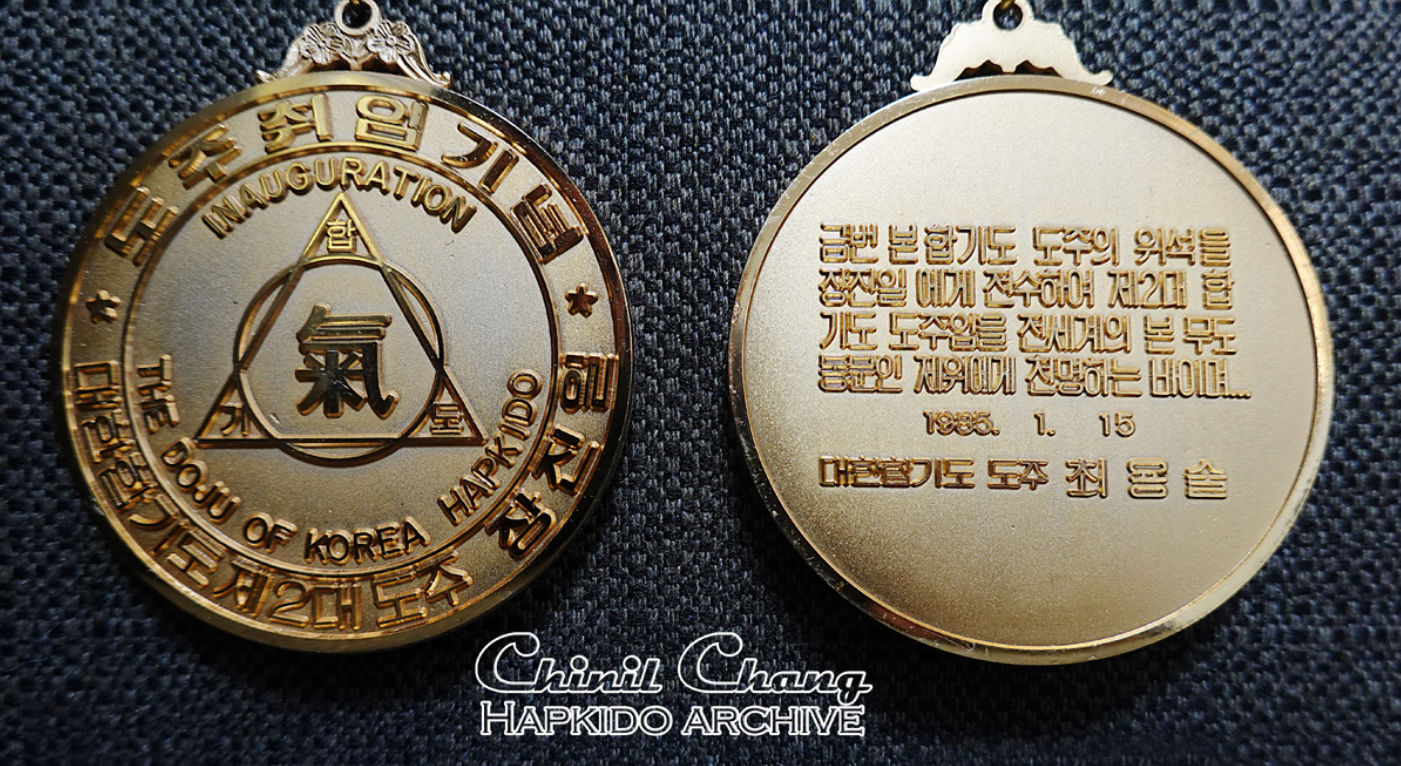 도주취임기념
INAUGURATION
합
氣
기 도
THE DOJU OF KOREA HAPKIDO
대한합기도 제2대 도주 장진일
금번 본 합기도 도주의 위석을
장진일 에게 전수하여 제2대 합
기도 도주임을 전세계의 본 무도
동문인 제위에게 전명하는 바이며...
1985. 1. 15
대한합기도 도주 최 용 술
Chinil Chang
HAPKIDO ARCHIVE